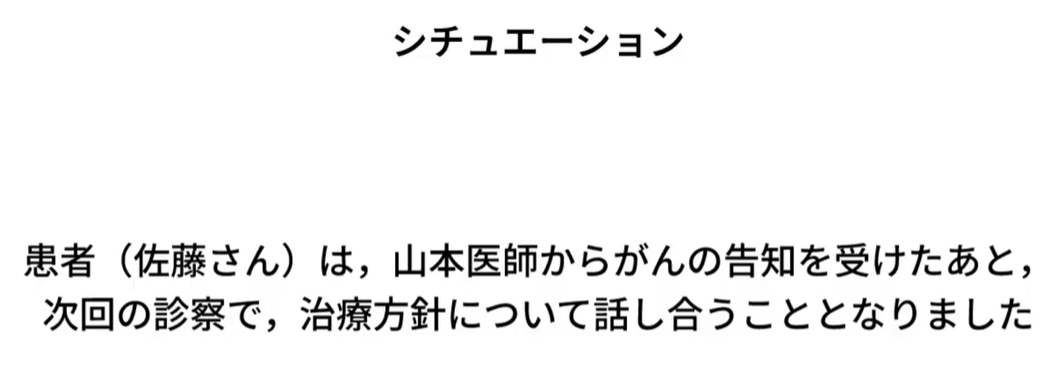 シチュエーション
患者（佐藤さん）は，山本医師からがんの告知を受けたあと，
次回の診察で，治療方針について話し合うこととなりました